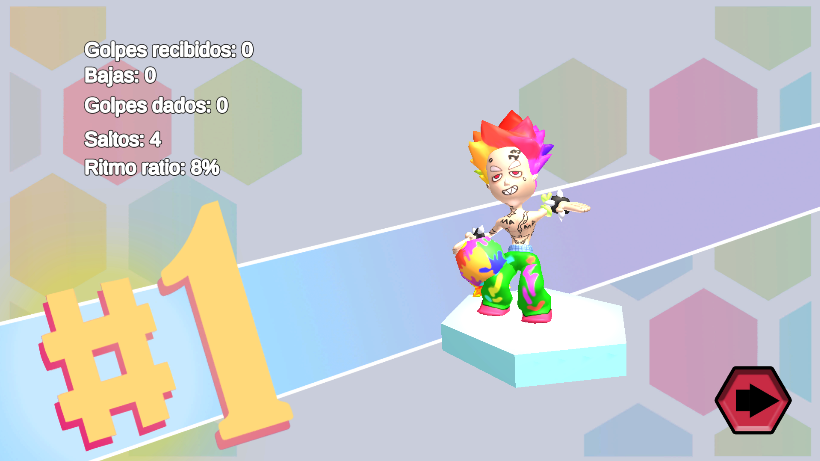 Golpes recibidos: 0
Bajas: 0
Golpes dados: 0
Saltos: 4
Ritmo ratio: 8%
#1